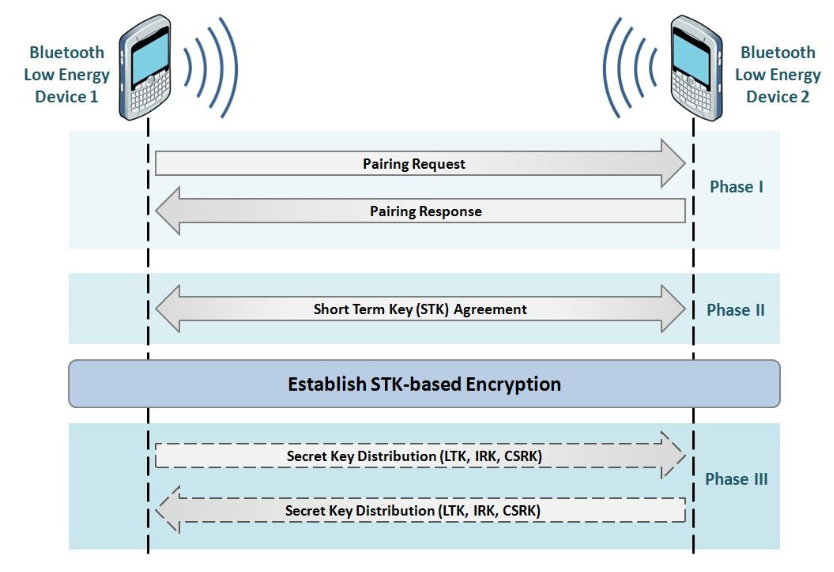 Bluetooth
Low Energy
Device 1
Bluetooth
Low Energy
Device 2
Pairing Request
Phase I
Pairing Response
Short Term Key (STK) Agreement
Phase II
Establish STK-based Encryption
Secret Key Distribution (LTK, IRK, CSRK)
Phase III
Secret Key Distribution (LTK, IRK, CSRK)